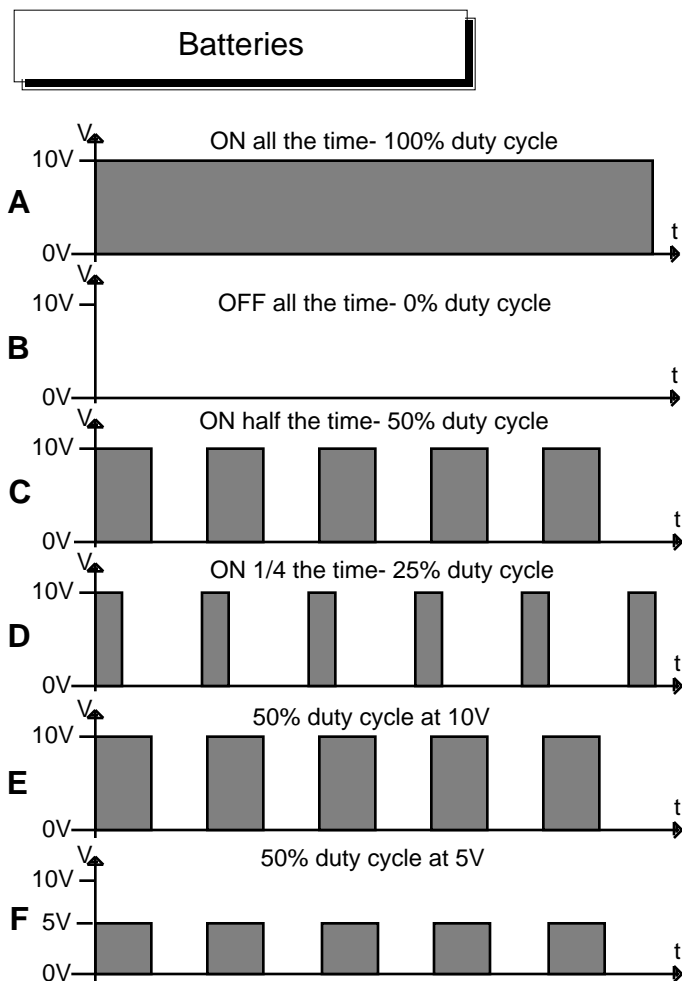 Batteries
V
ON all the time- 100% duty cycle
10V
A
t
0V
V
OFF all the time- 0% duty cycle
10V
B
t
0V
V
ON half the time- 50% duty cycle
10V
C
t
0V
V
ON 1/4 the time- 25% duty cycle
10V
D
t
0V
V
50% duty cycle at 10V
10V
E
t
0V
V
50% duty cycle at 5V
10V
F
5V
t
0V